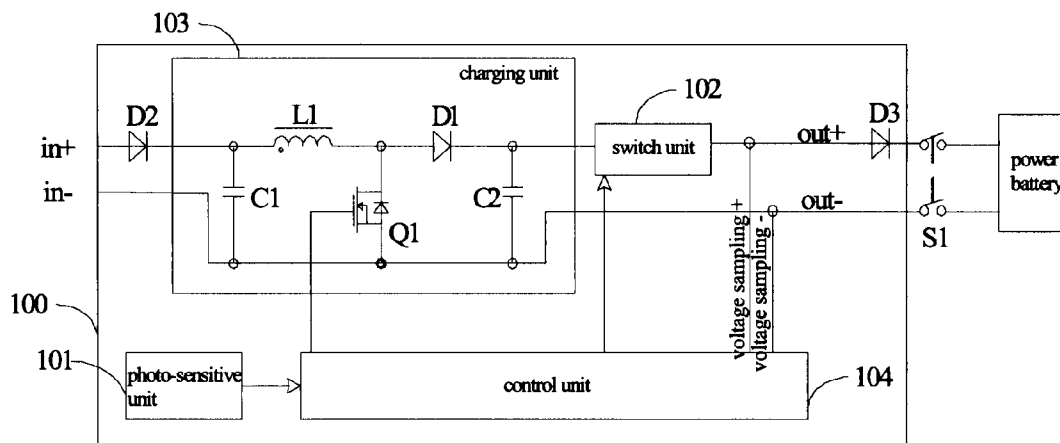 103
charging unit
102
D2
L1
D1
D3
in+
out+
switch unit
power
battery
in-
C1
C2
out-
Q1
S1
voltage sampling +
voltage sampling -
100
101
photo-sensitive
unit
control unit
104